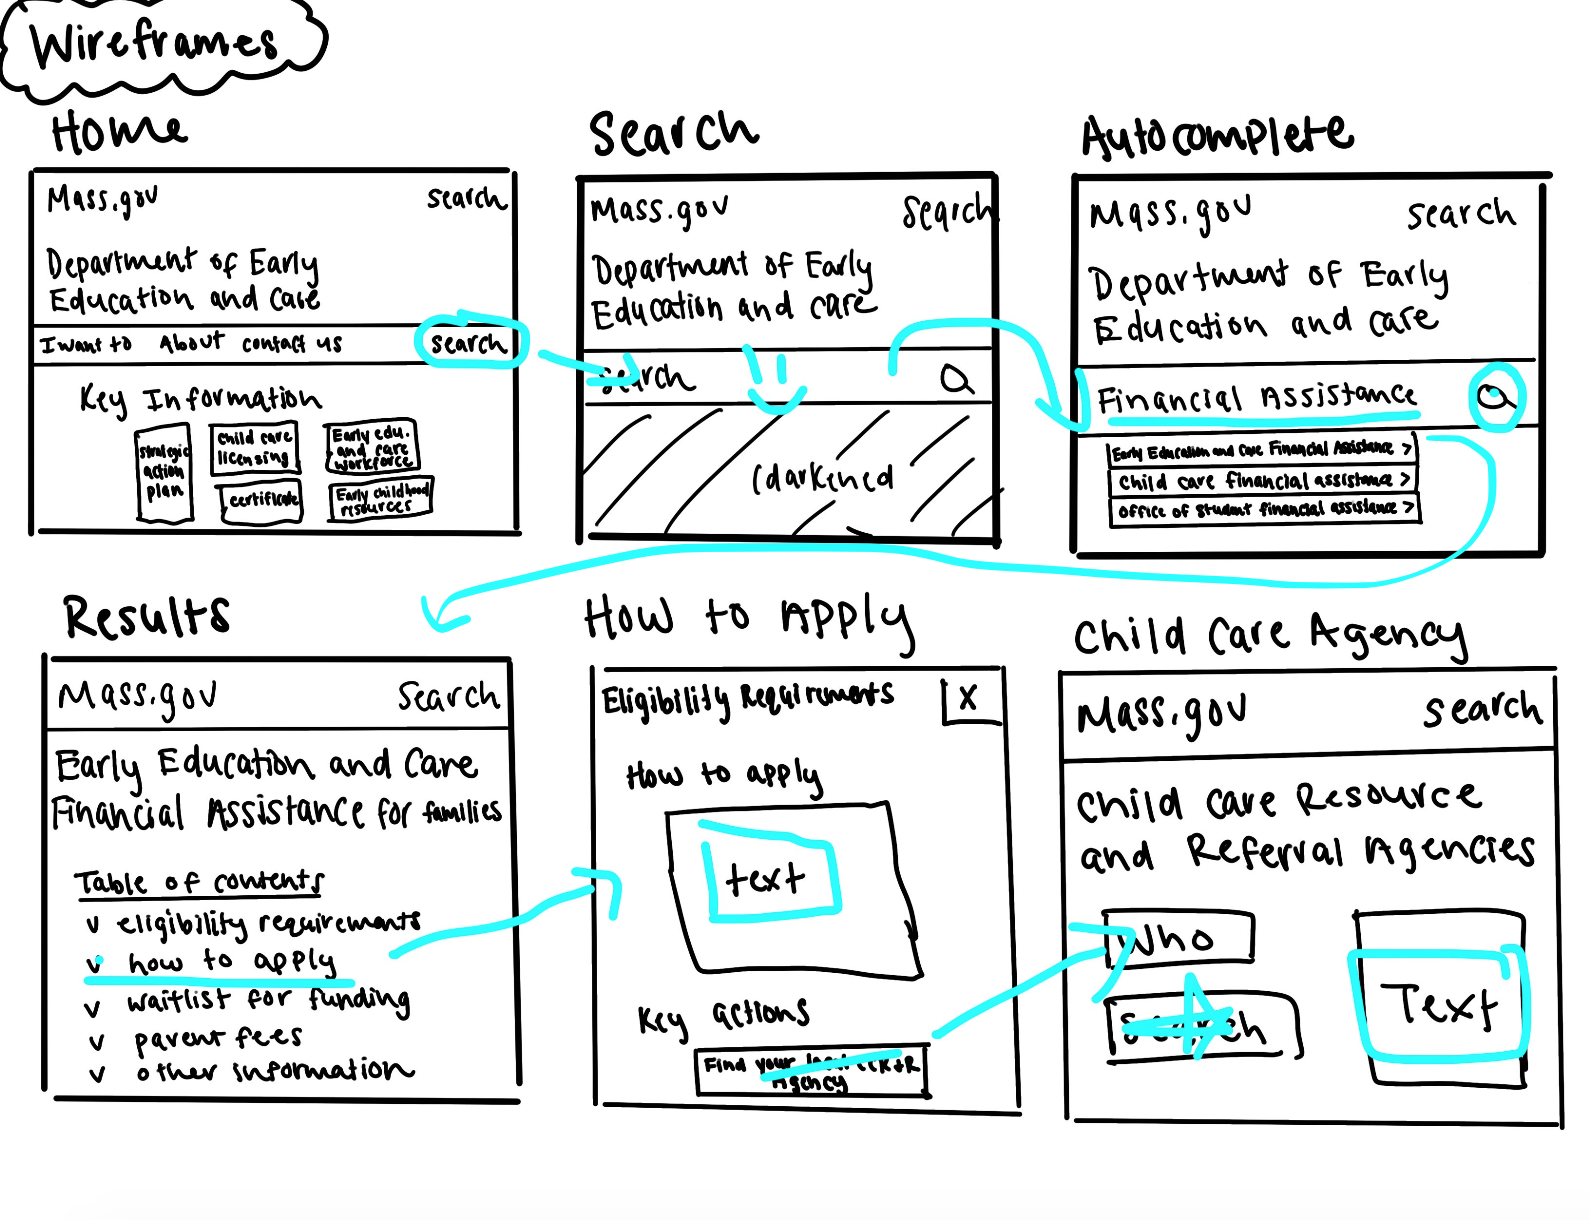 Wireframes
Home
Mass.gov search
Department of Early
Education and Care
I want to About contact us search
Key Information
strategic
action
plan
child care
licensing
Early edu.
and care
workforce
certificate
Early childhood
resources
Search
Mass.gov Search
Department of Early
Education and care
search
(darkened
Autocomplete
Mass.gov search
Department of Early
Education and care
Financial Assistance
Early Education and Care Financial Assistance >
child care financial assistance >
office of student financial assistance >
Results
Mass.gov Search
Early Education and Care
Financial Assistance for families
Table of contents
v eligibility requirements
v how to apply
v waitlist for funding
v parent fees
v other information
How to Apply
Eligibility Requirements X
How to apply
text
Key actions
Find your local CCR&R
Agency
Child Care Agency
Mass.gov search
Child Care Resource
and Referral Agencies
Who
Search
Text